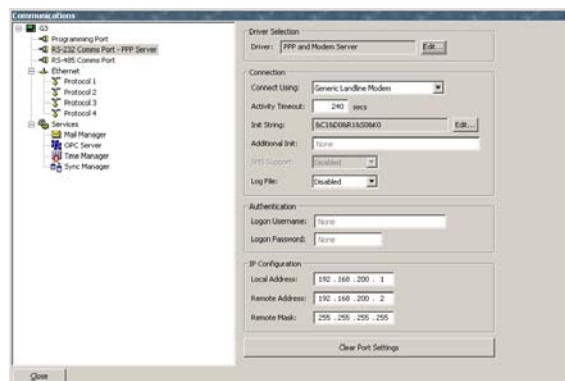 Communications
G3
Programming Port
RS-232 Comms Port - PPP Server
RS-485 Comms Port
Ethernet
Protocol 1
Protocol 2
Protocol 3
Protocol 4
Services
Mail Manager
OPC Server
Time Manager
Sync Manager
Driver Selection
Driver: PPP and Modem Server Edit...
Connection
Connect Using: Generic Landline Modem
Activity Timeout: 240 secs
Init String: Edit...
Additional Init: None
SMS Support: Disabled
Log File: Disabled
Authentication
Logon Username: None
Logon Password: None
IP Configuration
Local Address: 192 . 168 . 200 . 1
Remote Address: 192 . 168 . 200 . 2
Remote Mask: 255 . 255 . 255 . 255
Clear Port Settings
Close